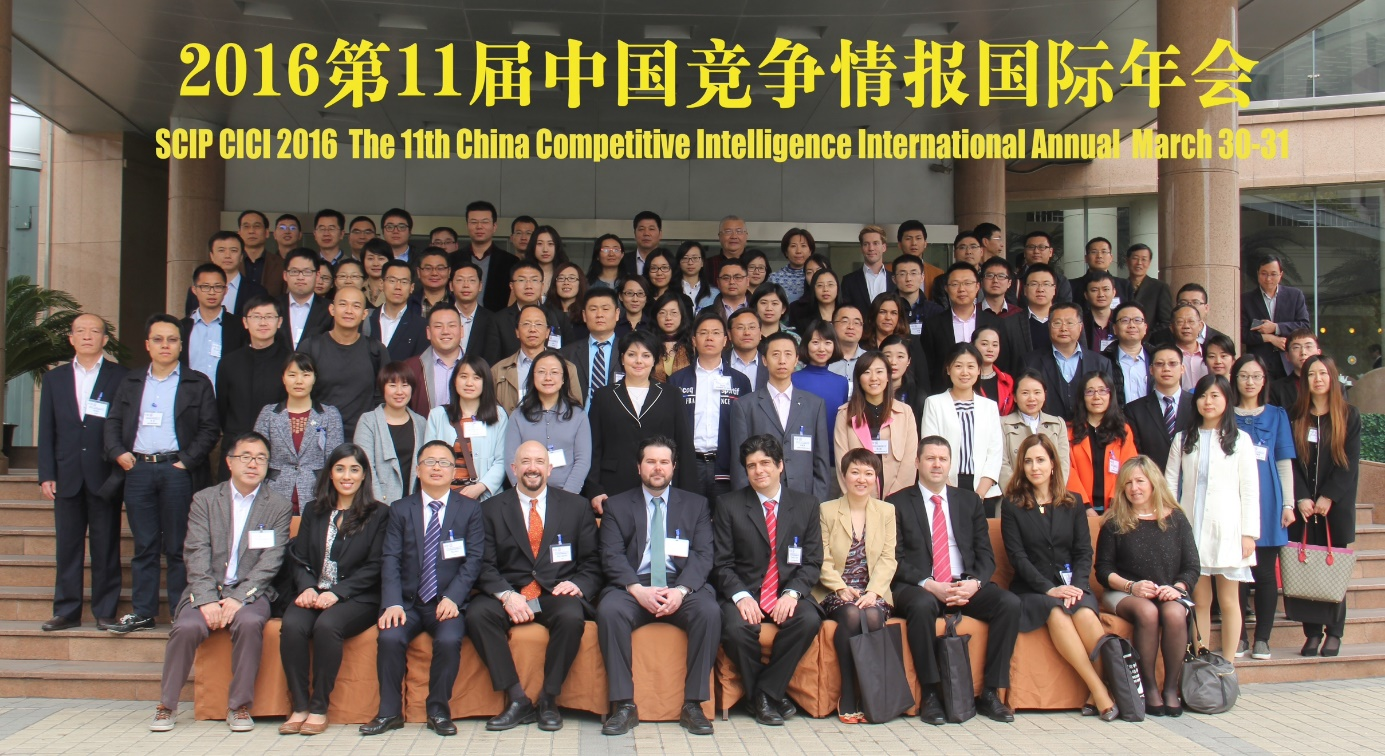 2016第11届中国竞争情报国际年会
SCIP CICI 2016 The 11th China Competitive Intelligence International Annual March 30-31